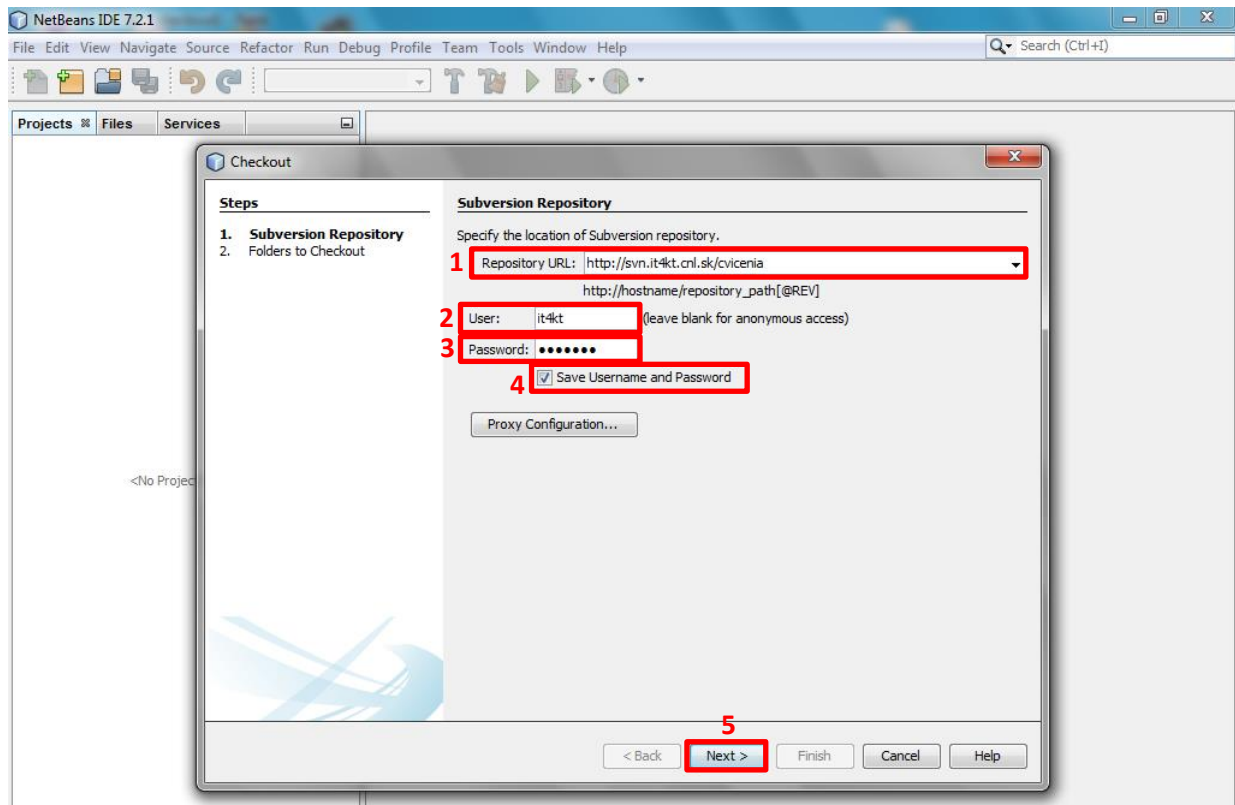 NetBeans IDE 7.2.1
File Edit View Navigate Source Refactor Run Debug Profile Team Tools Window Help
Search (Ctrl+I)
Projects Files Services
Checkout
Steps
1. Subversion Repository
2. Folders to Checkout
Subversion Repository
Specify the location of Subversion repository.
1 Repository URL: http://svn.it4kt.cnl.sk/cvicenia
http://hostname/repository_path[@REV]
2 User: it4kt (leave blank for anonymous access)
3 Password: •••••••
4 Save Username and Password
Proxy Configuration...
<No Projec
5
< Back Next > Finish Cancel Help